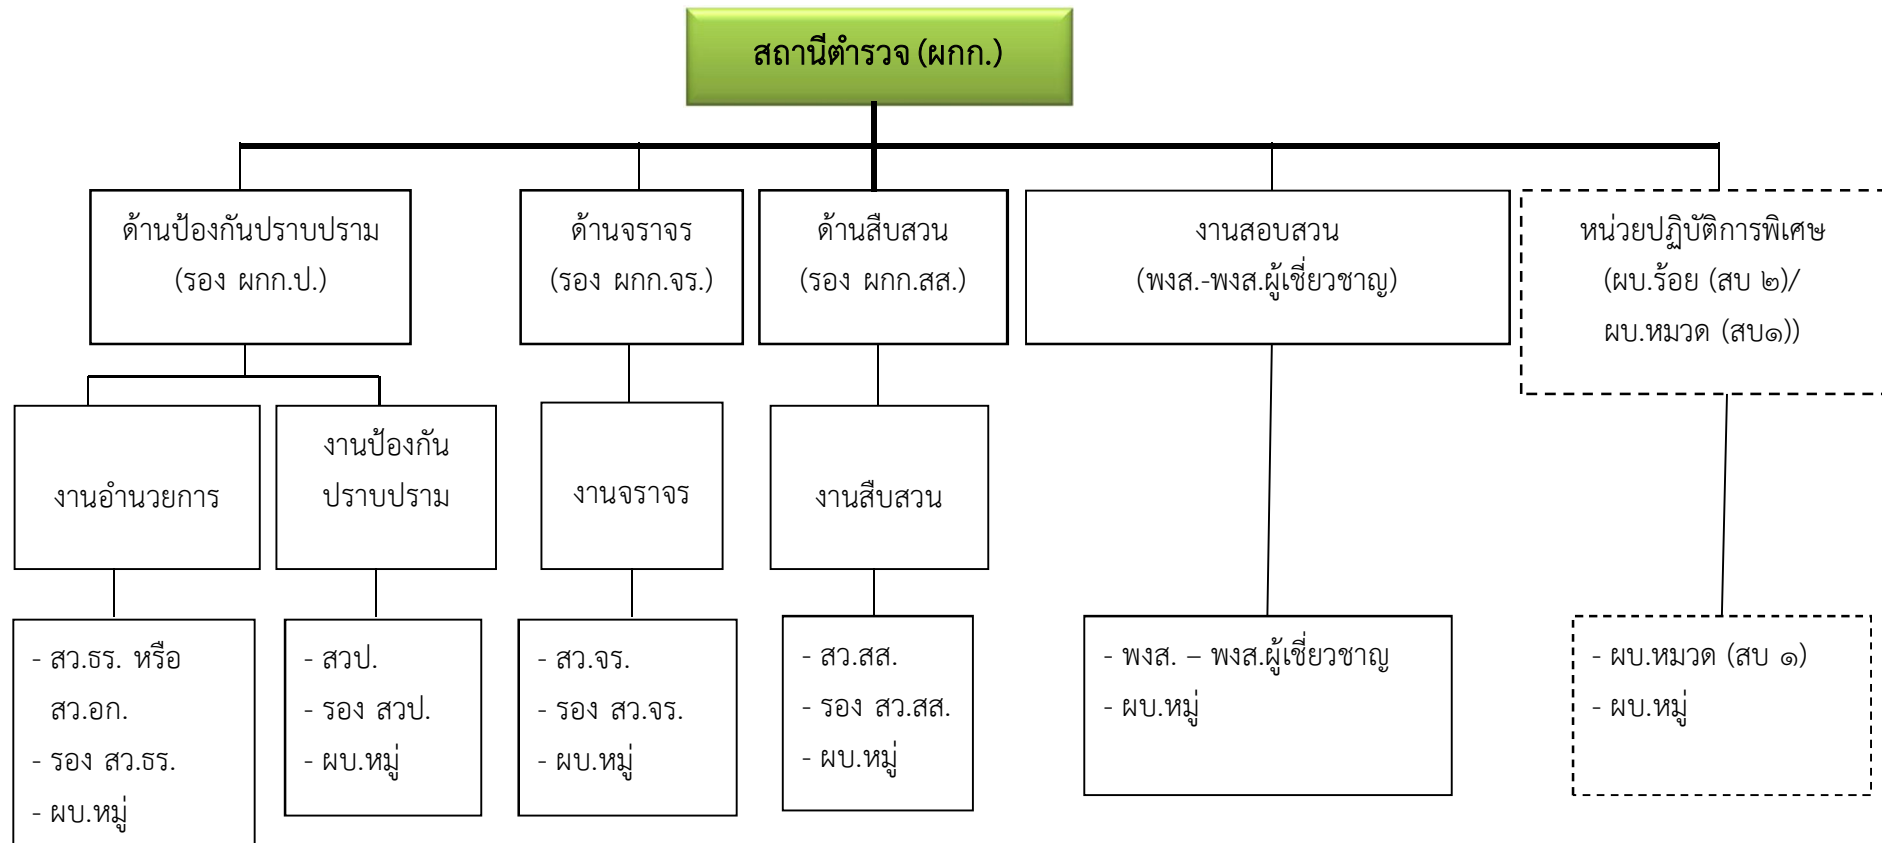 สถานีตำรวจ (ผกก.)
ด้านป้องกันปราบปราม
(รอง ผกก.ป.)
ด้านจราจร
(รอง ผกก.จร.)
ด้านสืบสวน
(รอง ผกก.สส.)
งานสอบสวน
(พงส.-พงส.ผู้เชี่ยวชาญ)
หน่วยปฏิบัติการพิเศษ
(ผบ.ร้อย (สบ ๒)/
ผบ.หมวด (สบ๑))
งานอำนวยการ
งานป้องกัน
ปราบปราม
งานจราจร
งานสืบสวน
- สว.ธร. หรือ
สว.อก.
- รอง สว.ธร.
- ผบ.หมู่
- สวป.
- รอง สวป.
- ผบ.หมู่
- สว.จร.
- รอง สว.จร.
- ผบ.หมู่
- สว.สส.
- รอง สว.สส.
- ผบ.หมู่
- พงส. – พงส.ผู้เชี่ยวชาญ
- ผบ.หมู่
- ผบ.หมวด (สบ ๑)
- ผบ.หมู่